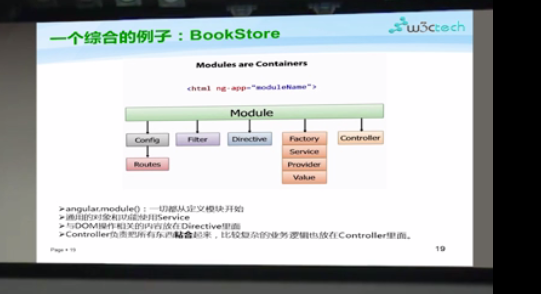 一个综合的例子：BookStore
w3ctech
Modules are Containers
<html ng-app="moduleName">
Module
Config
Filter
Directive
Factory
Controller
Routes
Service
Provider
Value
➢angular.module()：一切都从定义模块开始
➢通用的对象和功能使用Service
➢与DOM操作相关的内容放在Directive里面
➢Controller负责把所有东西粘合起来，比较复杂的业务逻辑也放在Controller里面。
Page ▪ 19
19